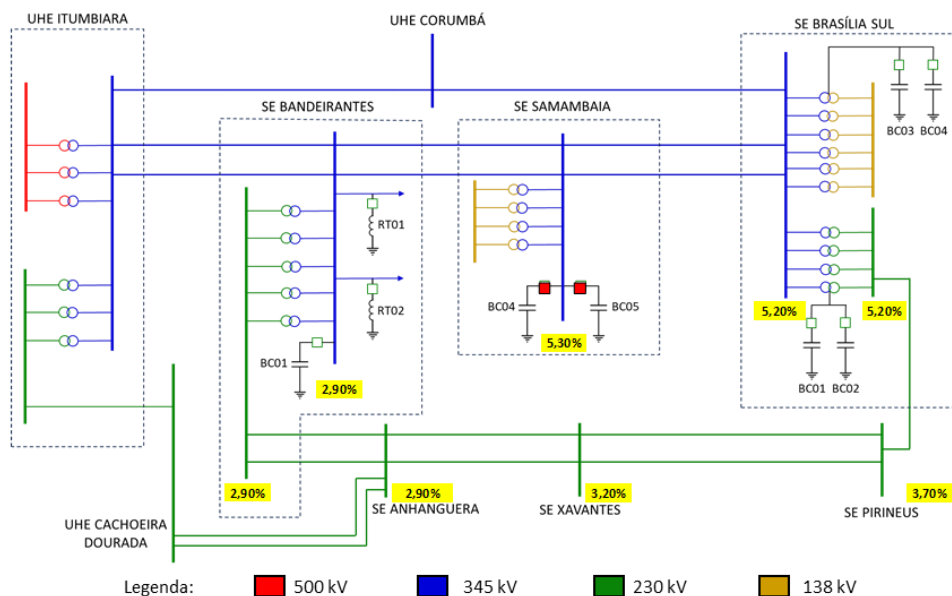 UHE ITUMBIARA
UHE CORUMBÁ
SE BRASÍLIA SUL
SE BANDEIRANTES
SE SAMAMBAIA
BC03
BC04
RT01
RT02
BC01
BC04
BC05
2,90%
5,30%
5,20%
5,20%
BC01
BC02
2,90%
2,90%
3,20%
3,70%
SE ANHANGUERA
SE XAVANTES
SE PIRINEUS
UHE CACHOEIRA
DOURADA
Legenda:
500 kV
345 kV
230 kV
138 kV